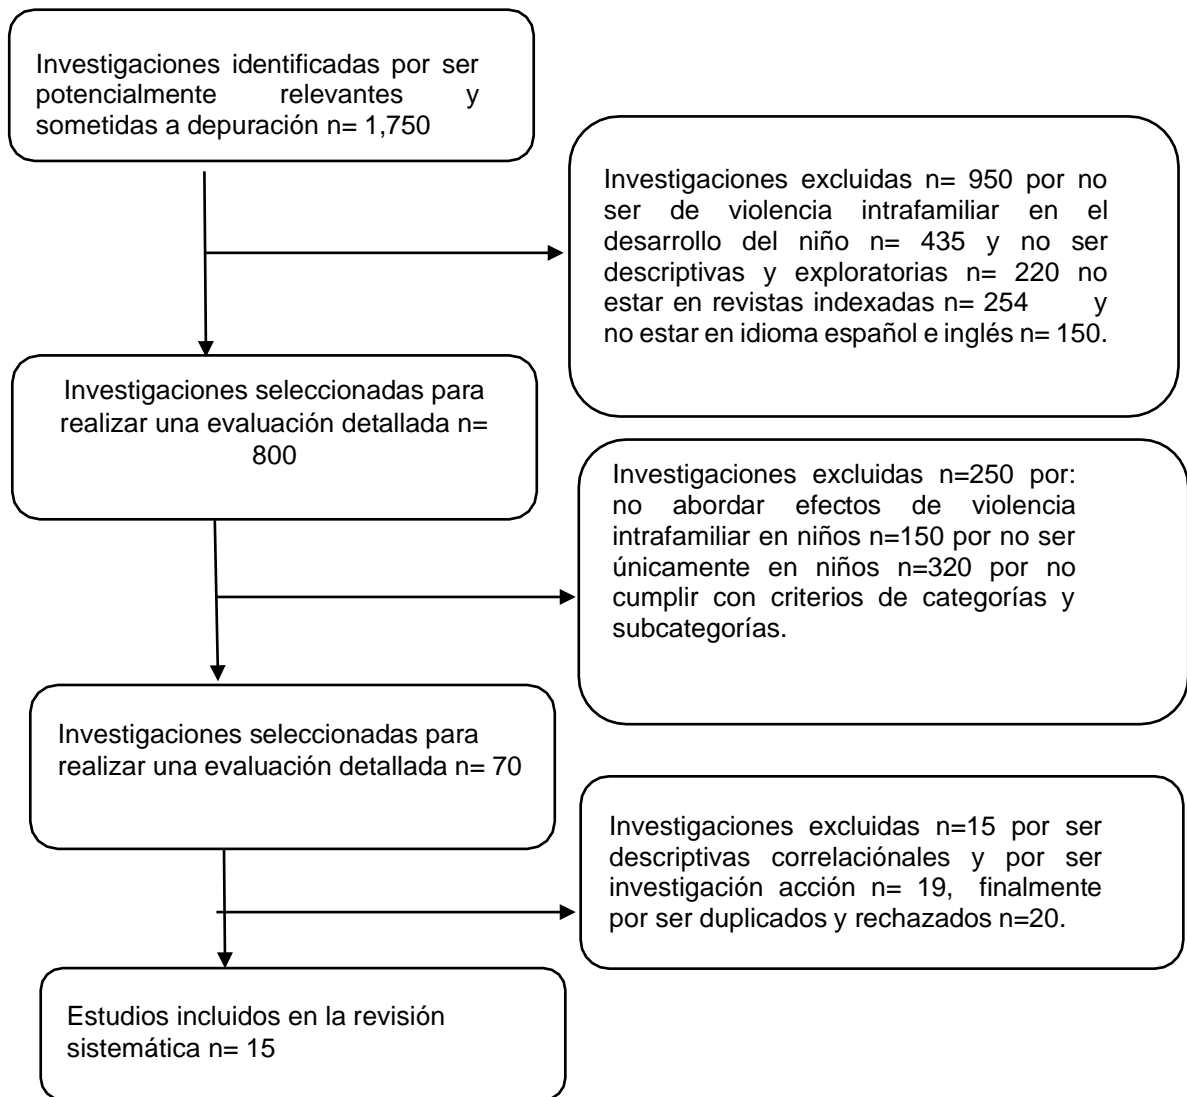 Investigaciones identificadas por ser
potencialmente relevantes y
sometidas a depuración n= 1,750
Investigaciones excluidas n= 950 por no
ser de violencia intrafamiliar en el
desarrollo del niño n= 435 y no ser
descriptivas y exploratorias n= 220 no
estar en revistas indexadas n= 254 y
no estar en idioma español e inglés n= 150.
Investigaciones seleccionadas para
realizar una evaluación detallada n=
800
Investigaciones excluidas n=250 por:
no abordar efectos de violencia
intrafamiliar en niños n=150 por no ser
únicamente en niños n=320 por no
cumplir con criterios de categorías y
subcategorías.
Investigaciones seleccionadas para
realizar una evaluación detallada n= 70
Investigaciones excluidas n=15 por ser
descriptivas correlaciónales y por ser
investigación acción n= 19, finalmente
por ser duplicados y rechazados n=20.
Estudios incluidos en la revisión
sistemática n= 15